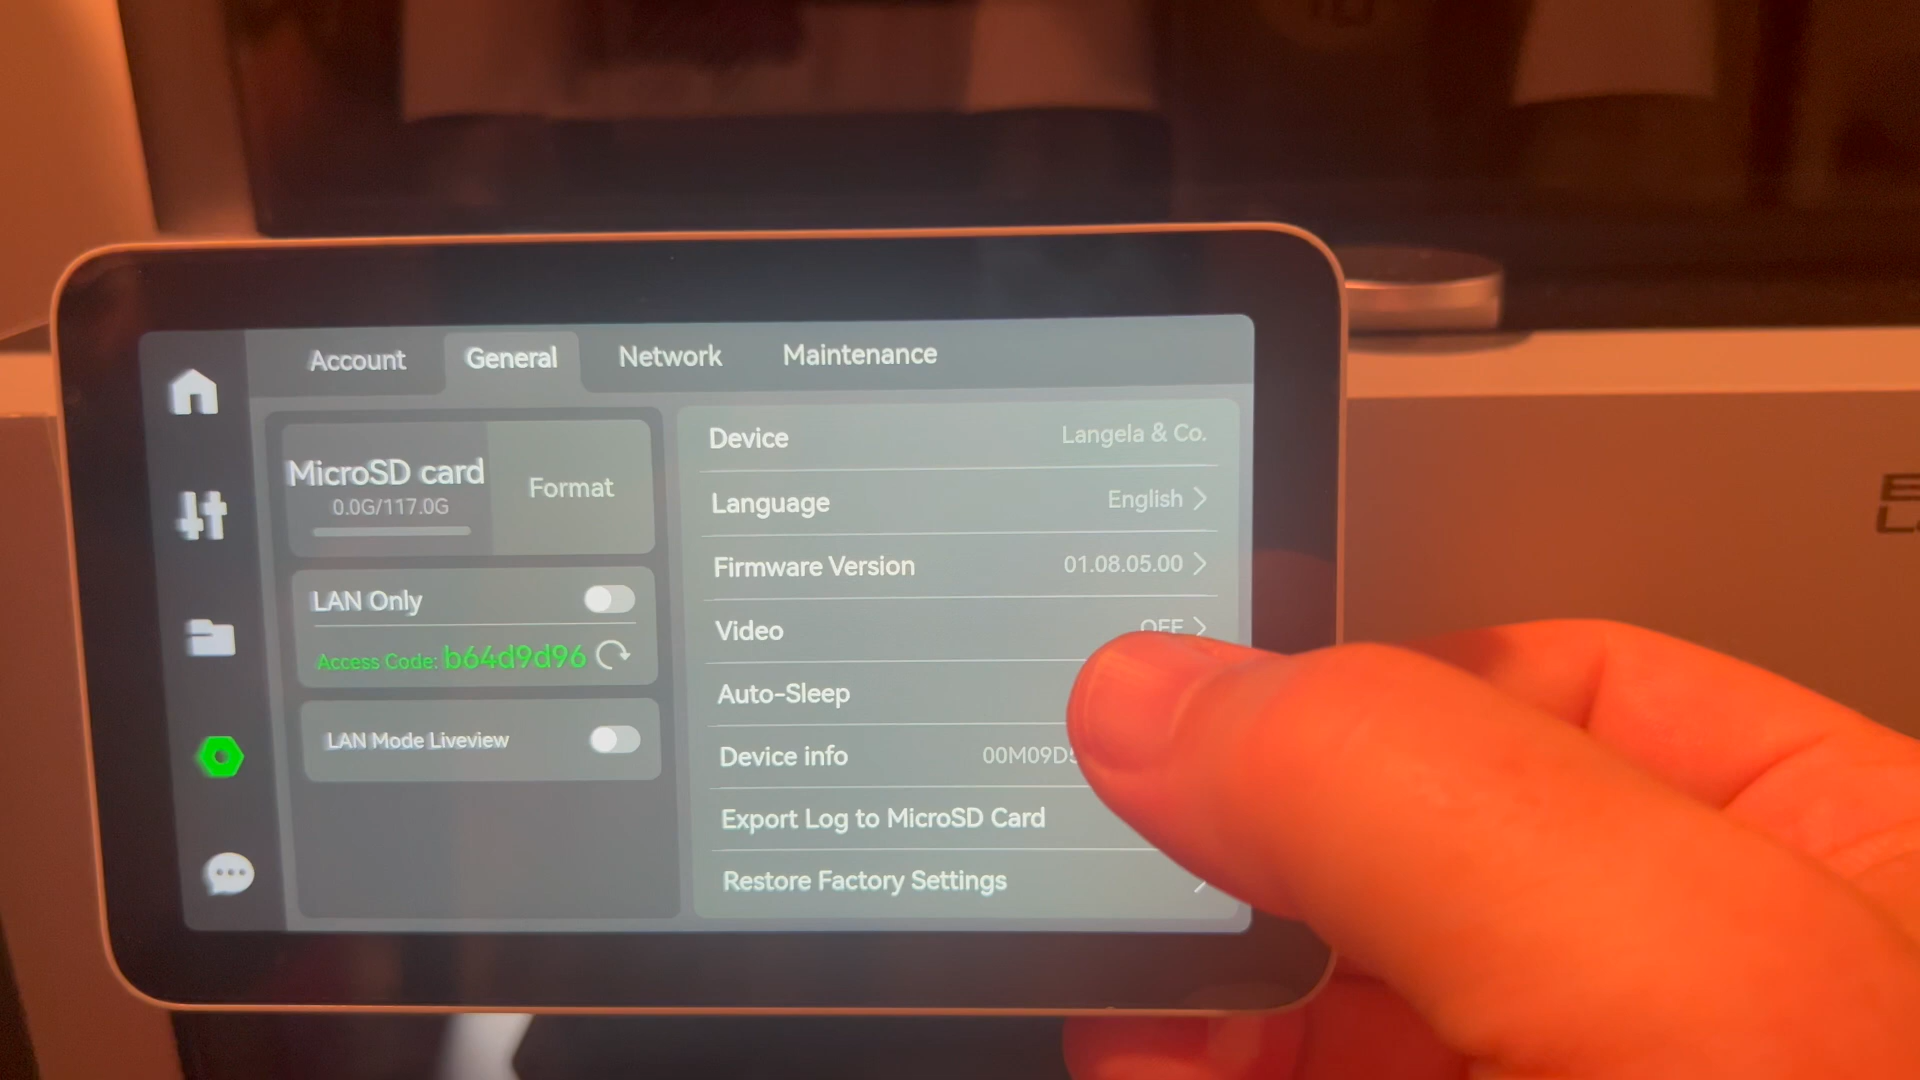 Account General Network Maintenance
MicroSD card
0.0G/117.0G
Format
LAN Only
Access Code: b64d9d96
LAN Mode Liveview
Device Langela & Co.
Language English
Firmware Version 01.08.05.00
Video OFF
Auto-Sleep
Device info 00M09D5
Export Log to MicroSD Card
Restore Factory Settings